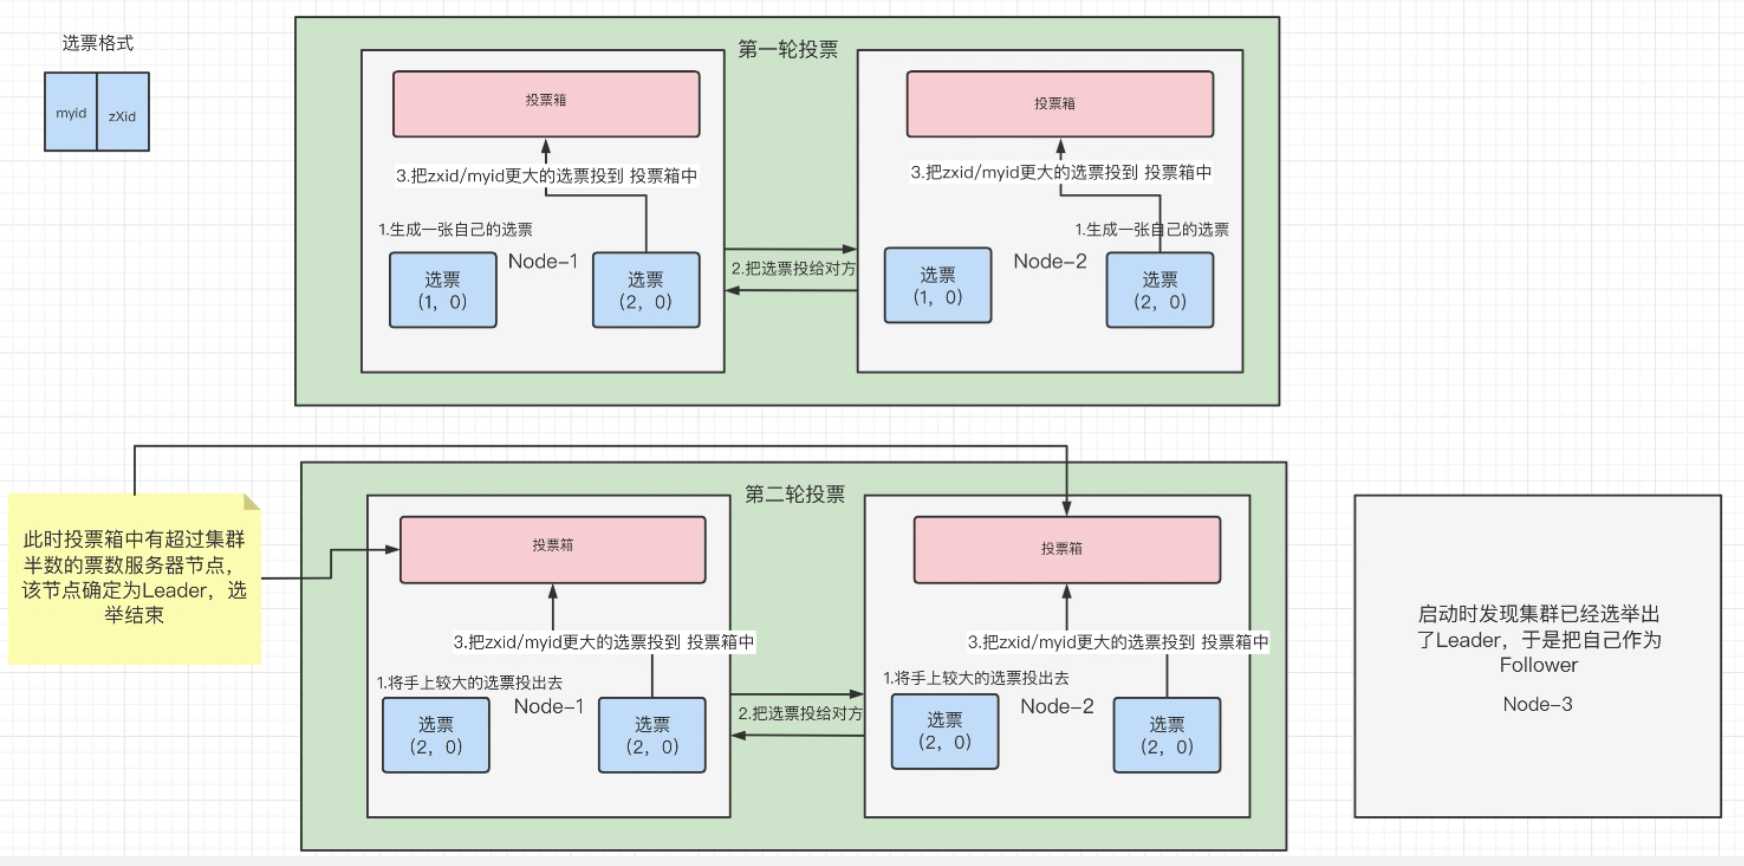 选票格式
myid
zXid
第一轮投票
投票箱
3.把zxid/myid更大的选票投到 投票箱中
1.生成一张自己的选票
Node-1
选票
(1, 0)
选票
(2, 0)
2.把选票投给对方
投票箱
3.把zxid/myid更大的选票投到 投票箱中
1.生成一张自己的选票
Node-2
选票
(1, 0)
选票
(2, 0)
此时投票箱中有超过集群
半数的票数服务器节点,
该节点确定为Leader，选
举结束
第二轮投票
投票箱
3.把zxid/myid更大的选票投到 投票箱中
1.将手上较大的选票投出去
Node-1
选票
(2, 0)
选票
(2, 0)
2.把选票投给对方
投票箱
3.把zxid/myid更大的选票投到 投票箱中
1.将手上较大的选票投出去
Node-2
选票
(2, 0)
选票
(2, 0)
启动时发现集群已经选举出
了Leader，于是把自己作为
Follower
Node-3